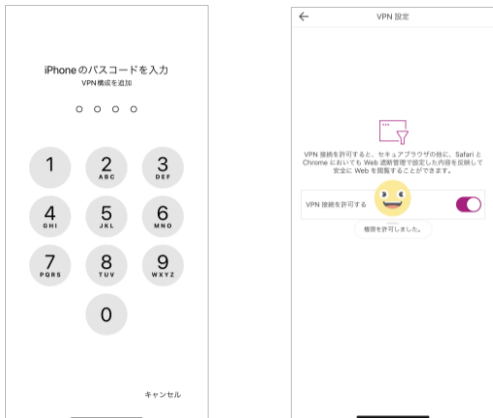 iPhoneのパスコードを入力
VPN構成を追加
1
2
ABC
3
DEF
4
GHI
5
JKL
6
MNO
7
PQRS
8
TUV
9
WXYZ
0
キャンセル
VPN 設定
VPN 接続を許可すると、セキュアブラウザの他に、Safari と
Chrome においても Web 遮断管理で設定した内容を反映して
安全に Web を閲覧することができます。
VPN 接続を許可する
権限を許可しました。